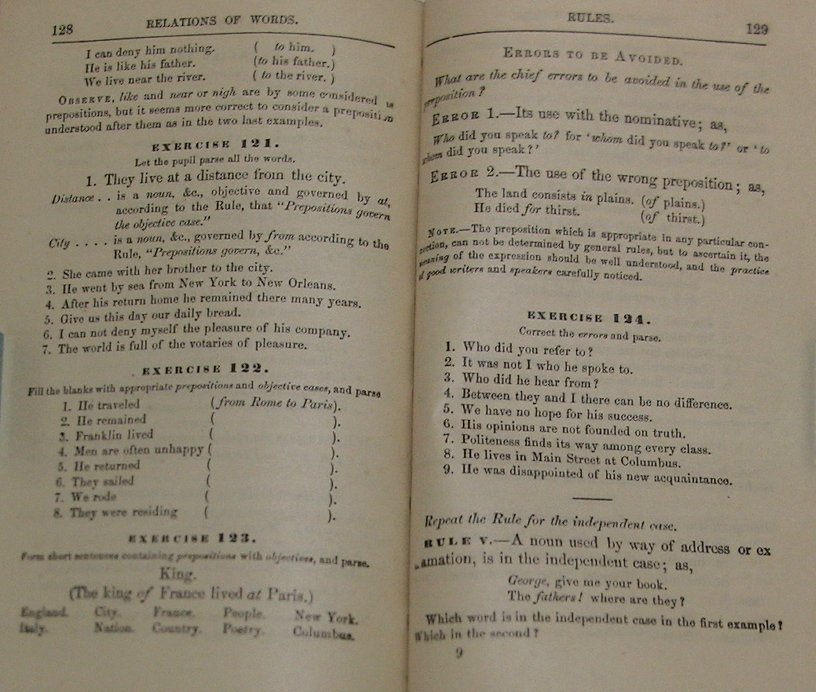 128 RELATIONS OF WORDS.
I can deny him nothing. ( to him. )
He is like his father. (to his father.)
We live near the river. ( to the river. )
OBSERVE, like and near or nigh are by some considered as
prepositions, but it seems more correct to consider a preposition
understood after them as in the two last examples.
EXERCISE 121.
Let the pupil parse all the words.
1. They live at a distance from the city.
Distance . . is a noun, &c., objective and governed by at,
according to the Rule, that "Prepositions govern
the objective case."
City . . . . is a noun, &c., governed by from according to the
Rule, "Prepositions govern, &c."
2. She came with her brother to the city.
3. He went by sea from New York to New Orleans.
4. After his return home he remained there many years.
5. Give us this day our daily bread.
6. I can not deny myself the pleasure of his company.
7. The world is full of the votaries of pleasure.
EXERCISE 122.
Fill the blanks with appropriate prepositions and objective cases, and parse
1. He traveled (from Rome to Paris).
2. He remained ( ).
3. Franklin lived ( ).
4. Men are often unhappy ( ).
5. He returned ( ).
6. They sailed ( ).
7. We rode ( ).
8. They were residing ( ).
EXERCISE 123.
Form short sentences containing prepositions with objectives, and parse.
King.
(The king of France lived at Paris.)
England. City. France. People. New York.
Italy. Nation. Country. Poetry. Columbus.
RULES. 129
ERRORS TO BE AVOIDED.
What are the chief errors to be avoided in the use of the
preposition?
ERROR 1.—Its use with the nominative; as,
Who did you speak to? for 'whom did you speak to?' or 'to
whom did you speak?'
ERROR 2.—The use of the wrong preposition; as,
The land consists in plains. (of plains.)
He died for thirst. (of thirst.)
NOTE.—The preposition which is appropriate in any particular con-
nection, can not be determined by general rules, but to ascertain it, the
meaning of the expression should be well understood, and the practice
of good writers and speakers carefully noticed.
EXERCISE 124.
Correct the errors and parse.
1. Who did you refer to?
2. It was not I who he spoke to.
3. Who did he hear from?
4. Between they and I there can be no difference.
5. We have no hope for his success.
6. His opinions are not founded on truth.
7. Politeness finds its way among every class.
8. He lives in Main Street at Columbus.
9. He was disappointed of his new acquaintance.
Repeat the Rule for the independent case.
RULE V.—A noun used by way of address or ex
amation, is in the independent case; as,
George, give me your book.
The fathers! where are they?
Which word is in the independent case in the first example?
Which in the second?
9